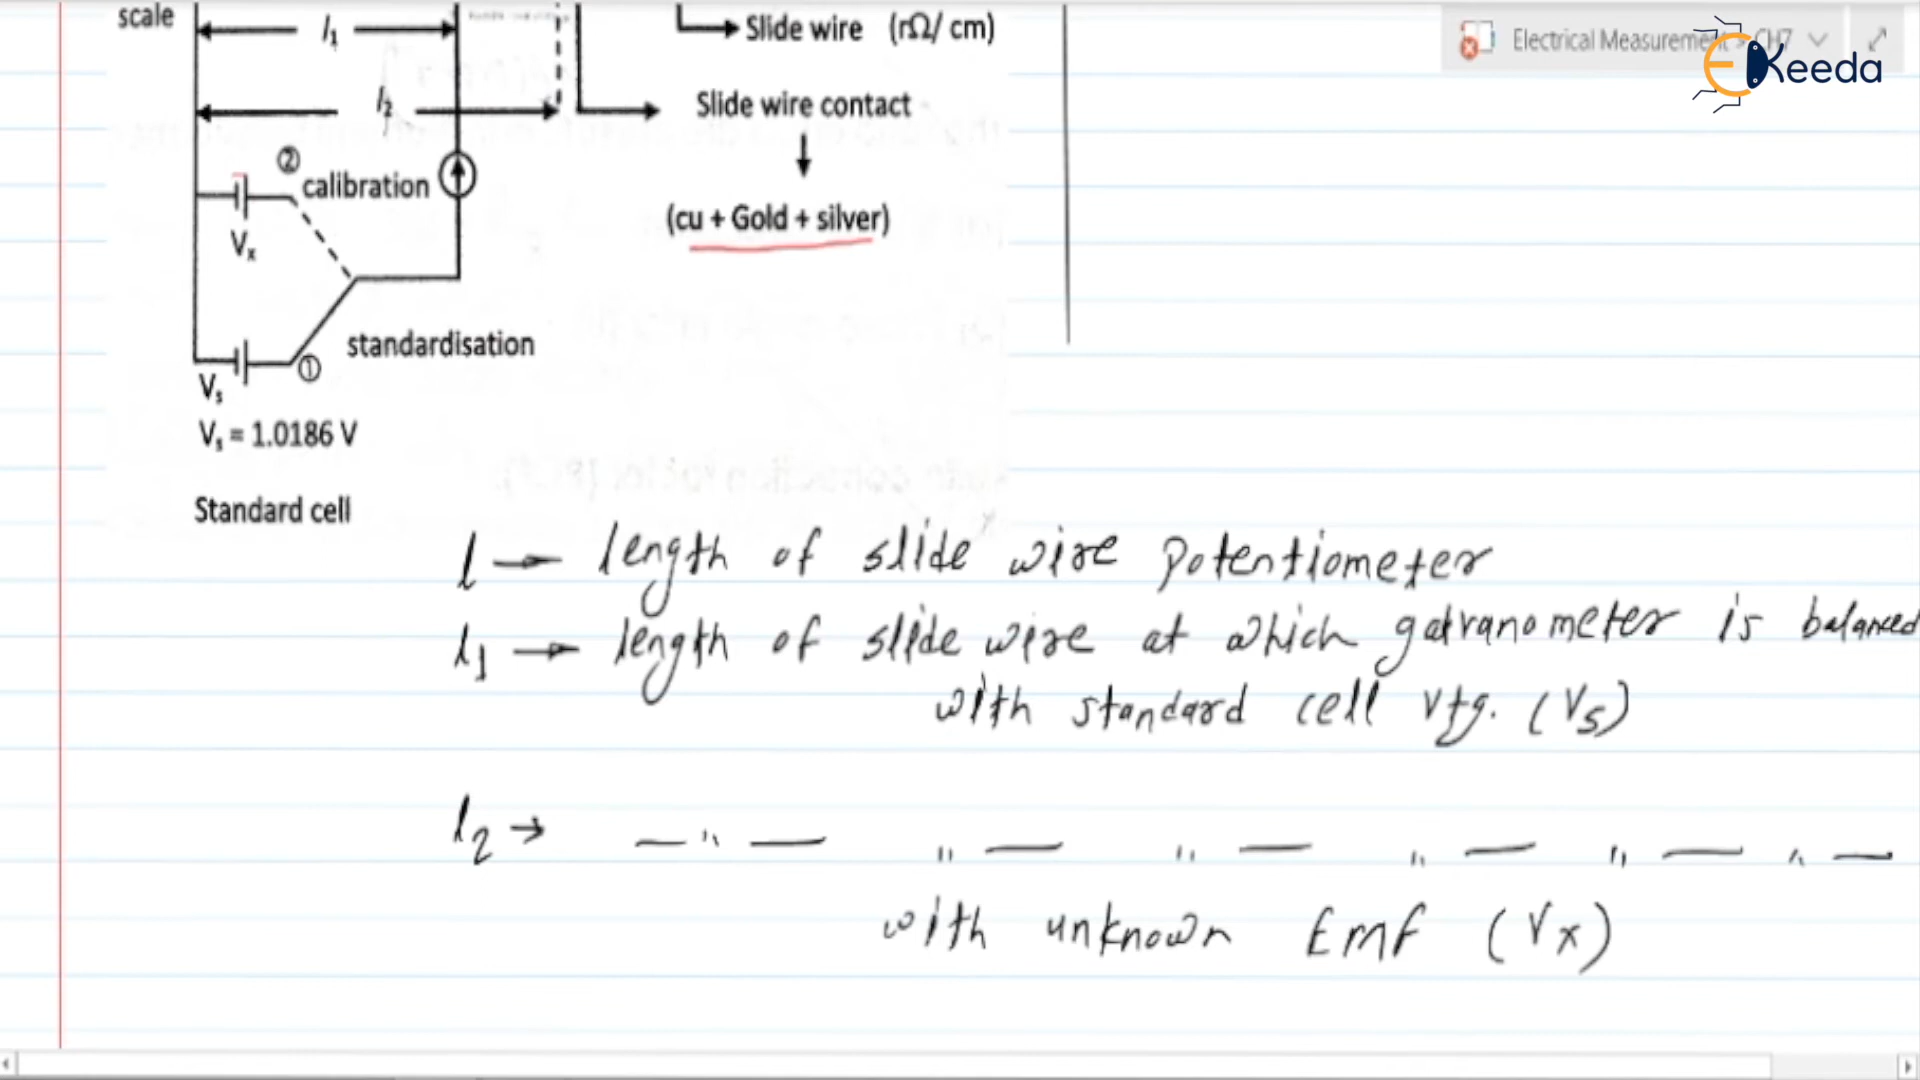 scale
l₁
Slide wire (rΩ/ cm)
Electrical Measurement > CH7
EKeeda
l₂
Slide wire contact
②
calibration
(cu + Gold + silver)
Vₓ
standardisation
①
Vₛ
Vₛ = 1.0186 V
Standard cell
l → length of slide wire potentiometer
l₁ → length of slide wire at which galvanometer is balanced
with standard cell vtg. (Vs)
l₂ → — " — " — " — " — " — " —
with unknown EMF (Vx)